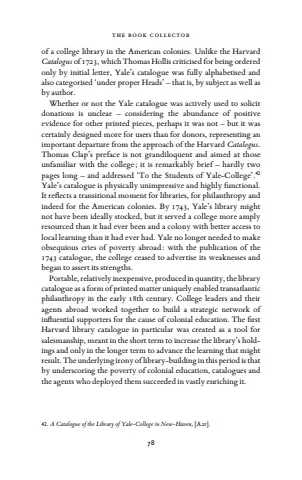 THE BOOK COLLECTOR
of a college library in the American colonies. Unlike the Harvard
Catalogus of 1723, which Thomas Hollis criticised for being ordered
only by initial letter, Yale's catalogue was fully alphabetised and
also categorised 'under proper Heads' – that is, by subject as well as
by author.
Whether or not the Yale catalogue was actively used to solicit
donations is unclear – considering the abundance of positive
evidence for other printed pieces, perhaps it was not – but it was
certainly designed more for users than for donors, representing an
important departure from the approach of the Harvard Catalogus.
Thomas Clap's preface is not grandiloquent and aimed at those
unfamiliar with the college; it is remarkably brief – hardly two
pages long – and addressed 'To the Students of Yale-College'.42
Yale's catalogue is physically unimpressive and highly functional.
It reflects a transitional moment for libraries, for philanthropy and
indeed for the American colonies. By 1743, Yale's library might
not have been ideally stocked, but it served a college more amply
resourced than it had ever been and a colony with better access to
local learning than it had ever had. Yale no longer needed to make
obsequious cries of poverty abroad: with the publication of the
1743 catalogue, the college ceased to advertise its weaknesses and
began to assert its strengths.
Portable, relatively inexpensive, produced in quantity, the library
catalogue as a form of printed matter uniquely enabled transatlantic
philanthropy in the early 18th century. College leaders and their
agents abroad worked together to build a strategic network of
influential supporters for the cause of colonial education. The first
Harvard library catalogue in particular was created as a tool for
salesmanship, meant in the short term to increase the library's hold-
ings and only in the longer term to advance the learning that might
result. The underlying irony of library-building in this period is that
by underscoring the poverty of colonial education, catalogues and
the agents who deployed them succeeded in vastly enriching it.
42. A Catalogue of the Library of Yale-College in New-Haven, [A2r].
78